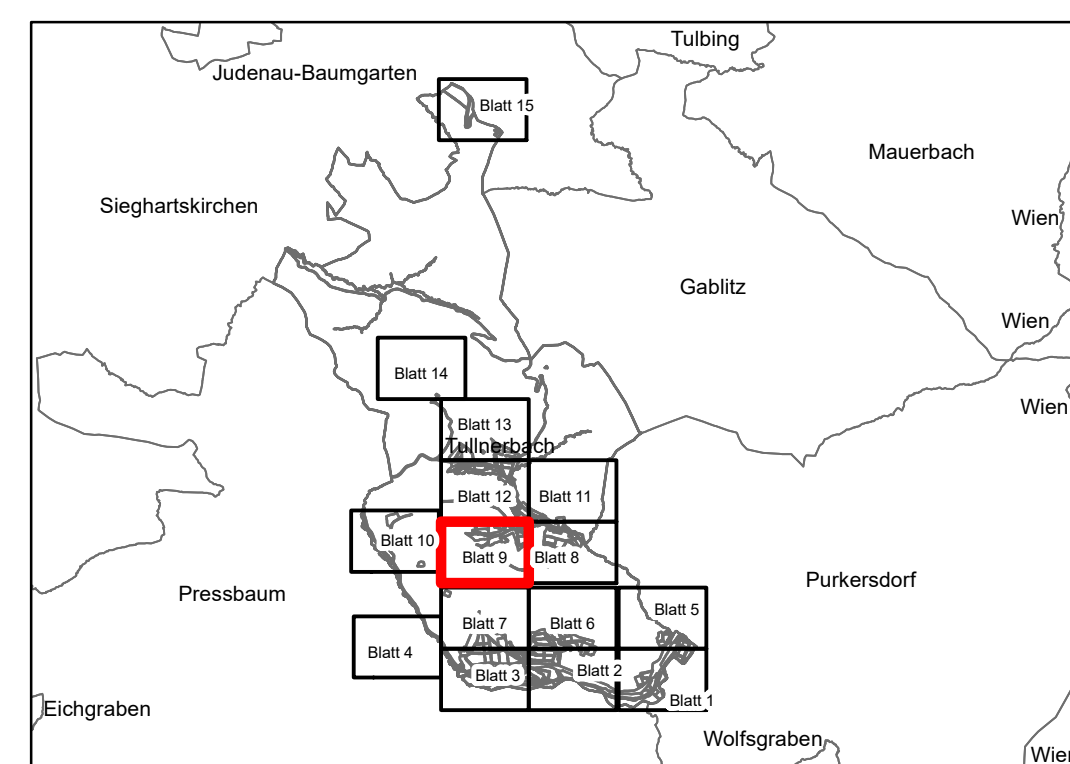 Tulbing
Judenau-Baumgarten
Blatt 15
Mauerbach
Sieghartskirchen
Wien
Gablitz
Wien
Blatt 14
Wien
Blatt 13
Tullnerbach
Blatt 12
Blatt 11
Blatt 10
Blatt 9
Blatt 8
Purkersdorf
Pressbaum
Blatt 5
Blatt 7
Blatt 6
Blatt 4
Blatt 3
Blatt 2
Blatt 1
Eichgraben
Wolfsgraben
Wien